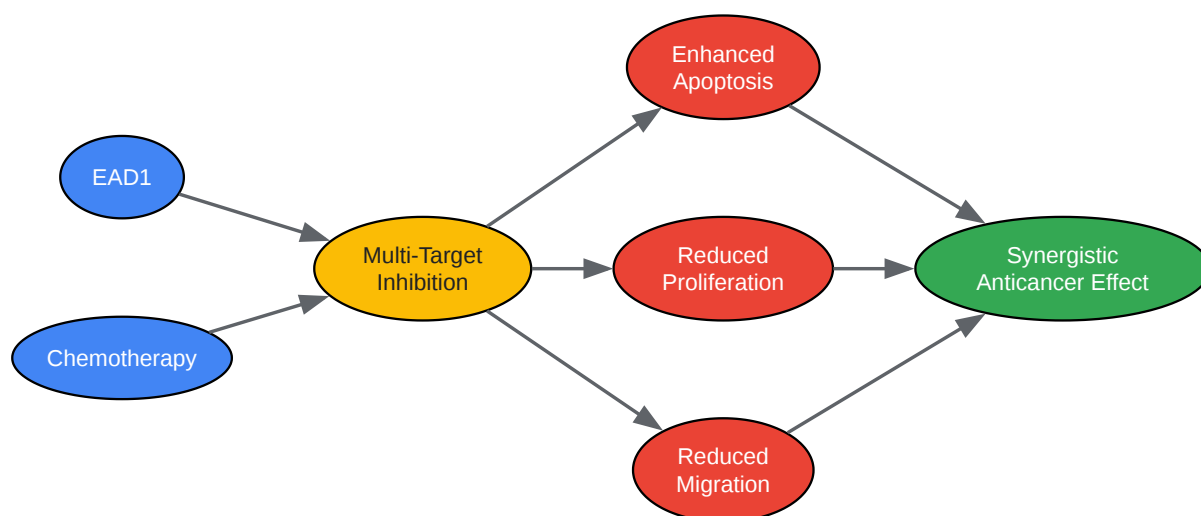 EAD1
Chemotherapy
Multi-Target
Inhibition
Enhanced
Apoptosis
Reduced
Proliferation
Reduced
Migration
Synergistic
Anticancer Effect